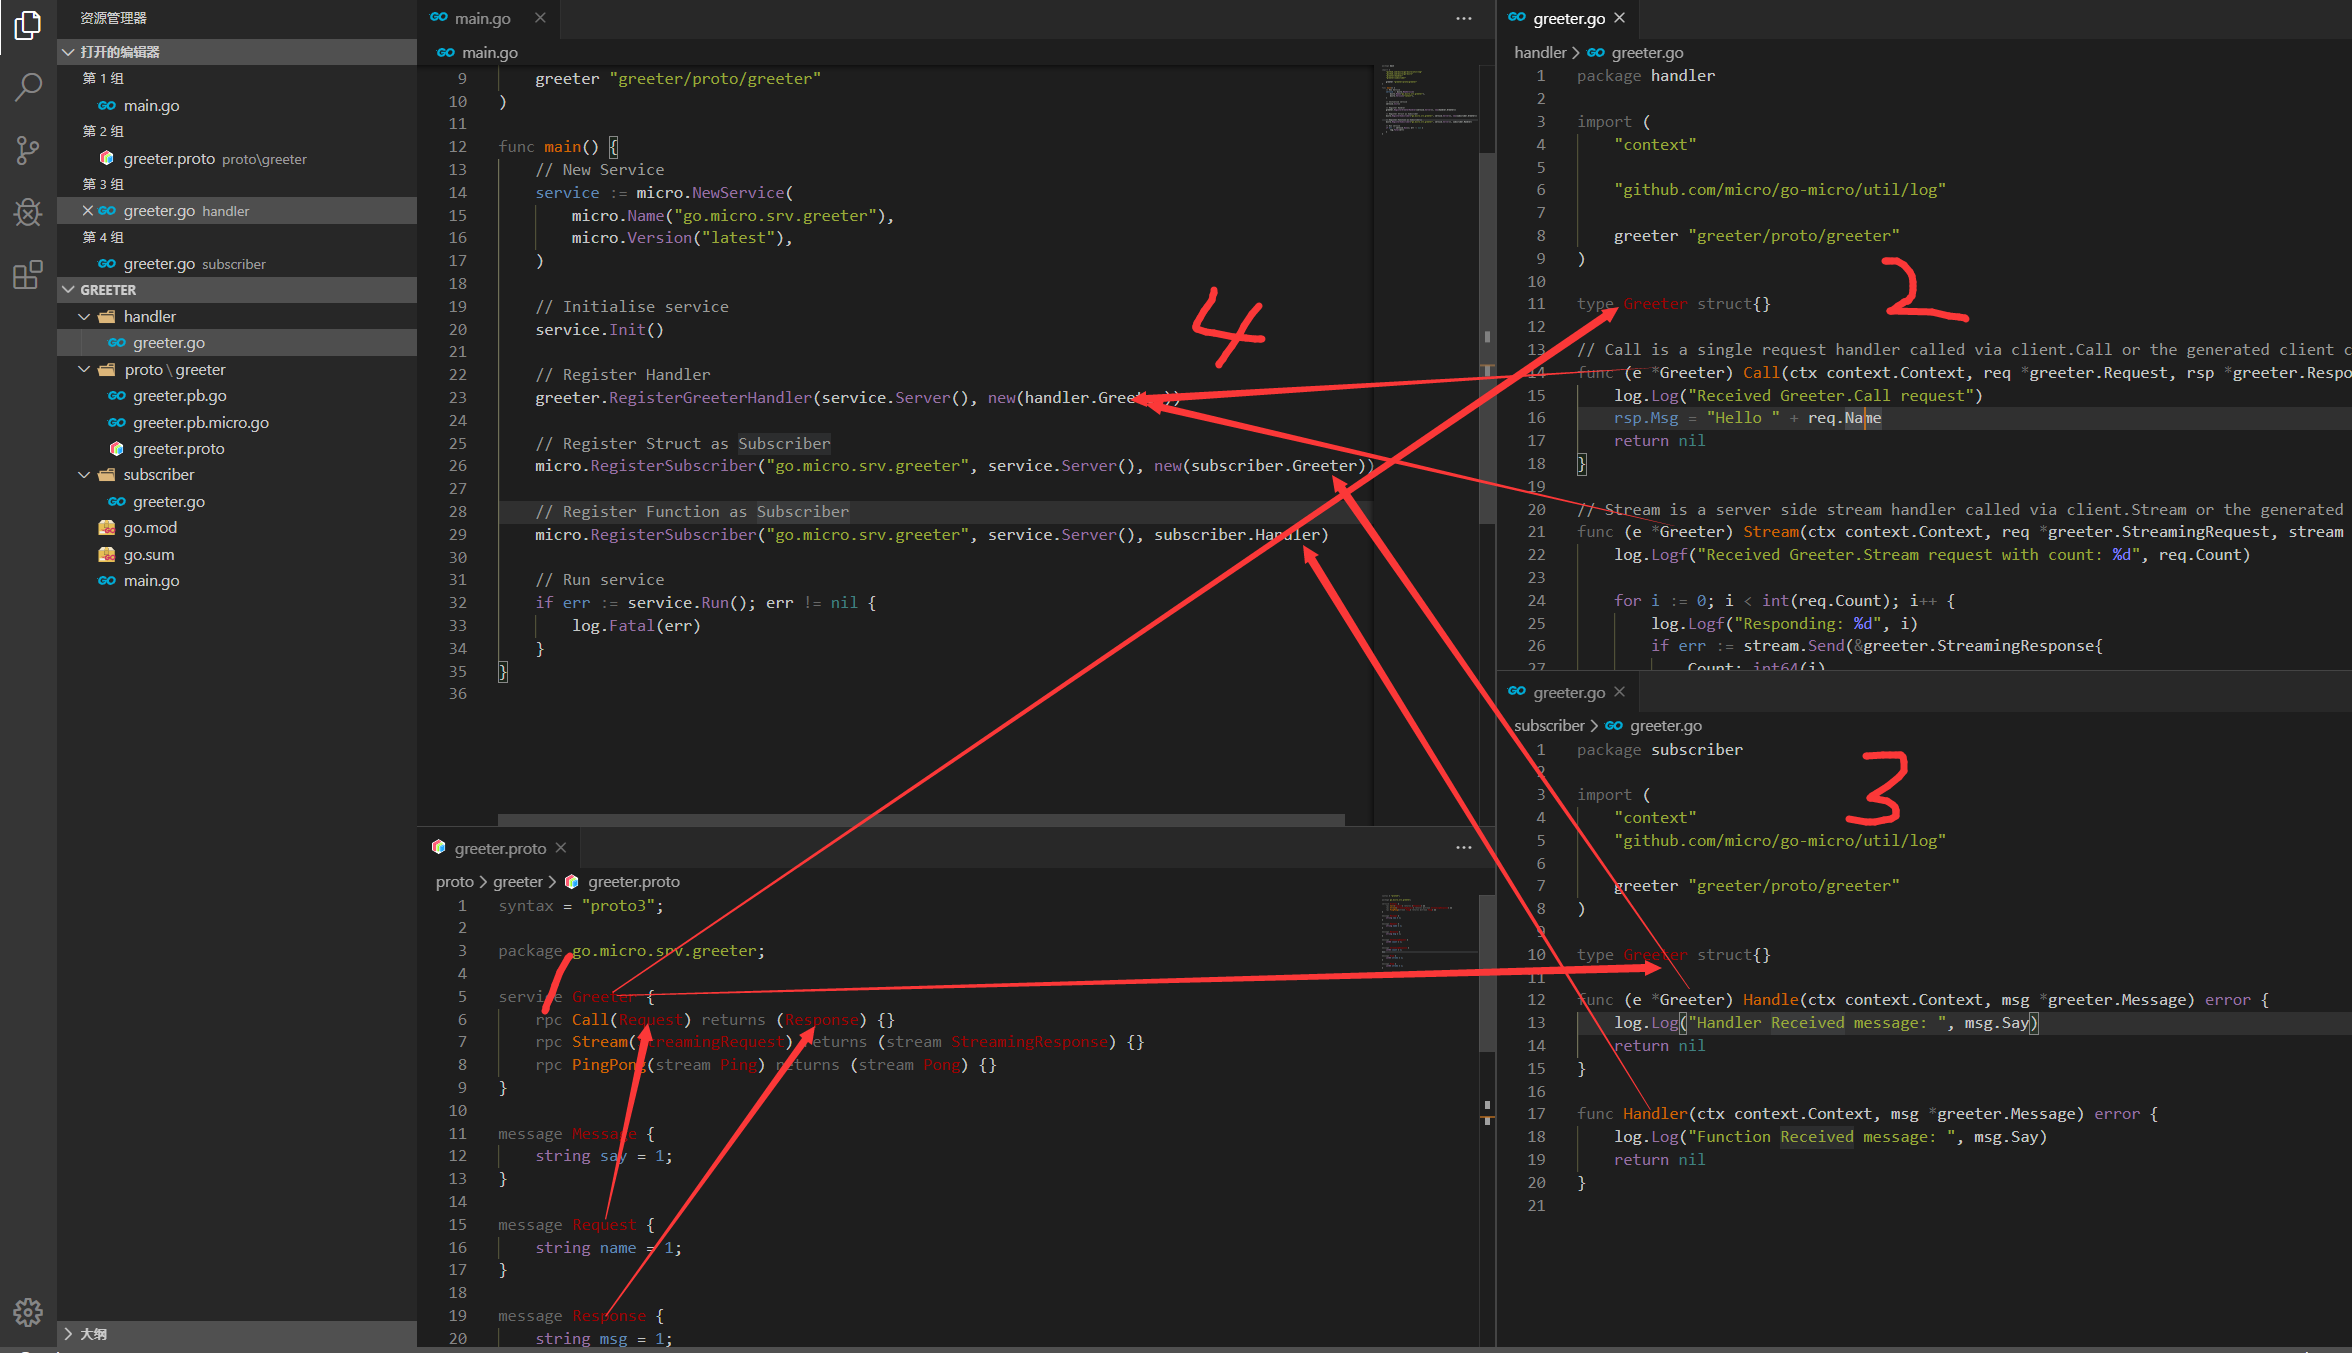 资源管理器
打开的编辑器
第 1 组
main.go
第 2 组
greeter.proto proto\greeter
第 3 组
greeter.go handler
第 4 组
greeter.go subscriber
GREETER
handler
greeter.go
proto \ greeter
greeter.pb.go
greeter.pb.micro.go
greeter.proto
subscriber
greeter.go
go.mod
go.sum
main.go
大纲
main.go
main.go
9 greeter "greeter/proto/greeter"
10 )
11
12 func main() {
13 // New Service
14 service := micro.NewService(
15 micro.Name("go.micro.srv.greeter"),
16 micro.Version("latest"),
17 )
18
19 // Initialise service
20 service.Init()
21
22 // Register Handler
23 greeter.RegisterGreeterHandler(service.Server(), new(handler.Greeter))
24
25 // Register Struct as Subscriber
26 micro.RegisterSubscriber("go.micro.srv.greeter", service.Server(), new(subscriber.Greeter))
27
28 // Register Function as Subscriber
29 micro.RegisterSubscriber("go.micro.srv.greeter", service.Server(), subscriber.Handler)
30
31 // Run service
32 if err := service.Run(); err != nil {
33 log.Fatal(err)
34 }
35 }
36
4
greeter.proto
proto > greeter > greeter.proto
1 syntax = "proto3";
2
3 package go.micro.srv.greeter;
4
5 service Greeter {
6 rpc Call(Request) returns (Response) {}
7 rpc Stream(StreamingRequest) returns (stream StreamingResponse) {}
8 rpc PingPong(stream Ping) returns (stream Pong) {}
9 }
10
11 message Message {
12 string say = 1;
13 }
14
15 message Request {
16 string name = 1;
17 }
18
19 message Response {
20 string msg = 1;
greeter.go
handler > greeter.go
1 package handler
2
3 import (
4 "context"
5
6 "github.com/micro/go-micro/util/log"
7
8 greeter "greeter/proto/greeter"
9 )
10
11 type Greeter struct{}
12
13 // Call is a single request handler called via client.Call or the generated client c
14 func (e *Greeter) Call(ctx context.Context, req *greeter.Request, rsp *greeter.Respo
15 log.Log("Received Greeter.Call request")
16 rsp.Msg = "Hello " + req.Name
17 return nil
18 }
19
20 // Stream is a server side stream handler called via client.Stream or the generated
21 func (e *Greeter) Stream(ctx context.Context, req *greeter.StreamingRequest, stream
22 log.Logf("Received Greeter.Stream request with count: %d", req.Count)
23
24 for i := 0; i < int(req.Count); i++ {
25 log.Logf("Responding: %d", i)
26 if err := stream.Send(&greeter.StreamingResponse{
27 Count: int64(i)
2
greeter.go
subscriber > greeter.go
1 package subscriber
2
3 import (
4 "context"
5 "github.com/micro/go-micro/util/log"
6
7 greeter "greeter/proto/greeter"
8 )
9
10 type Greeter struct{}
11
12 func (e *Greeter) Handle(ctx context.Context, msg *greeter.Message) error {
13 log.Log("Handler Received message: ", msg.Say)
14 return nil
15 }
16
17 func Handler(ctx context.Context, msg *greeter.Message) error {
18 log.Log("Function Received message: ", msg.Say)
19 return nil
20 }
21
3